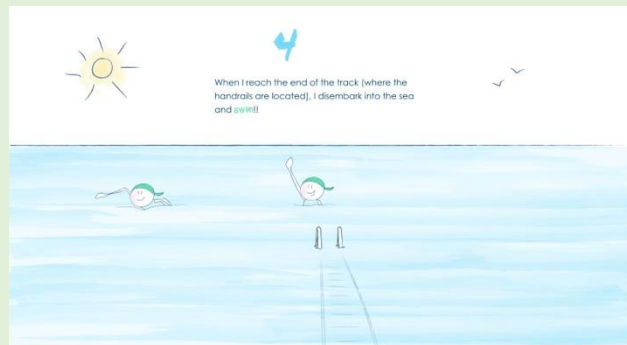 4
When I reach the end of the track (where the
handrails are located), I disembark into the sea
and swim!!